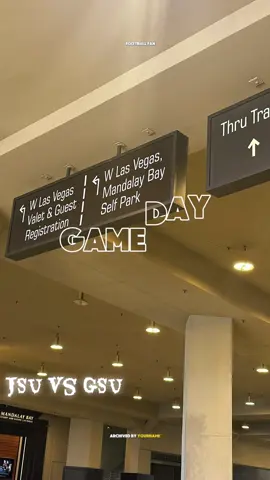 FOOTBALL FAN
W Las Vegas
Valet & Guest
Registration
W Las Vegas,
Mandalay Bay
Self Park
Thru Tra
GAME DAY
JSU VS GSU
MANDALAY BAY
ARCHIVED BY YOURNAME